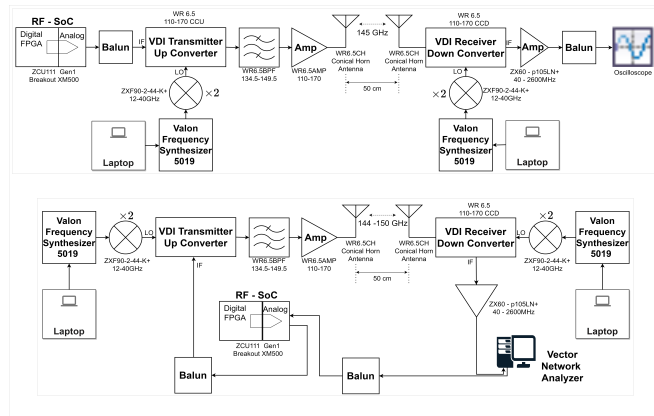 RF - SoC
Digital Analog
FPGA
ZCU111 Gen1
Breakout XM500
Balun
IF
WR 6.5
110-170 CCU
VDI Transmitter
Up Converter
LO
×2
ZXF90-2-44-K+
12-40GHz
Valon
Frequency
Synthesizer
5019
Laptop
WR6.5BPF
134.5-149.5
Amp
WR6.5AMP
110-170
145 GHz
WR6.5CH
Conical Horn
Antenna
WR6.5CH
Conical Horn
Antenna
50 cm
WR 6.5
110-170 CCD
VDI Receiver
Down Converter
IF
LO
×2
ZXF90-2-44-K+
12-40GHz
Valon
Frequency
Synthesizer
5019
Laptop
Amp
ZX60 - p105LN+
40 - 2600MHz
Balun
Oscilloscope
Valon
Frequency
Synthesizer
5019
Laptop
×2
LO
ZXF90-2-44-K+
12-40GHz
VDI Transmitter
Up Converter
IF
WR6.5BPF
134.5-149.5
Amp
WR6.5AMP
110-170
144 -150 GHz
WR6.5CH
Conical Horn
Antenna
WR6.5CH
Conical Horn
Antenna
50 cm
WR 6.5
110-170 CCD
VDI Receiver
Down Converter
IF
LO
×2
ZXF90-2-44-K+
12-40GHz
Valon
Frequency
Synthesizer
5019
Laptop
ZX60 - p105LN+
40 - 2600MHz
RF - SoC
Digital Analog
FPGA
ZCU111 Gen1
Breakout XM500
Balun
Balun
Vector
Network
Analyzer